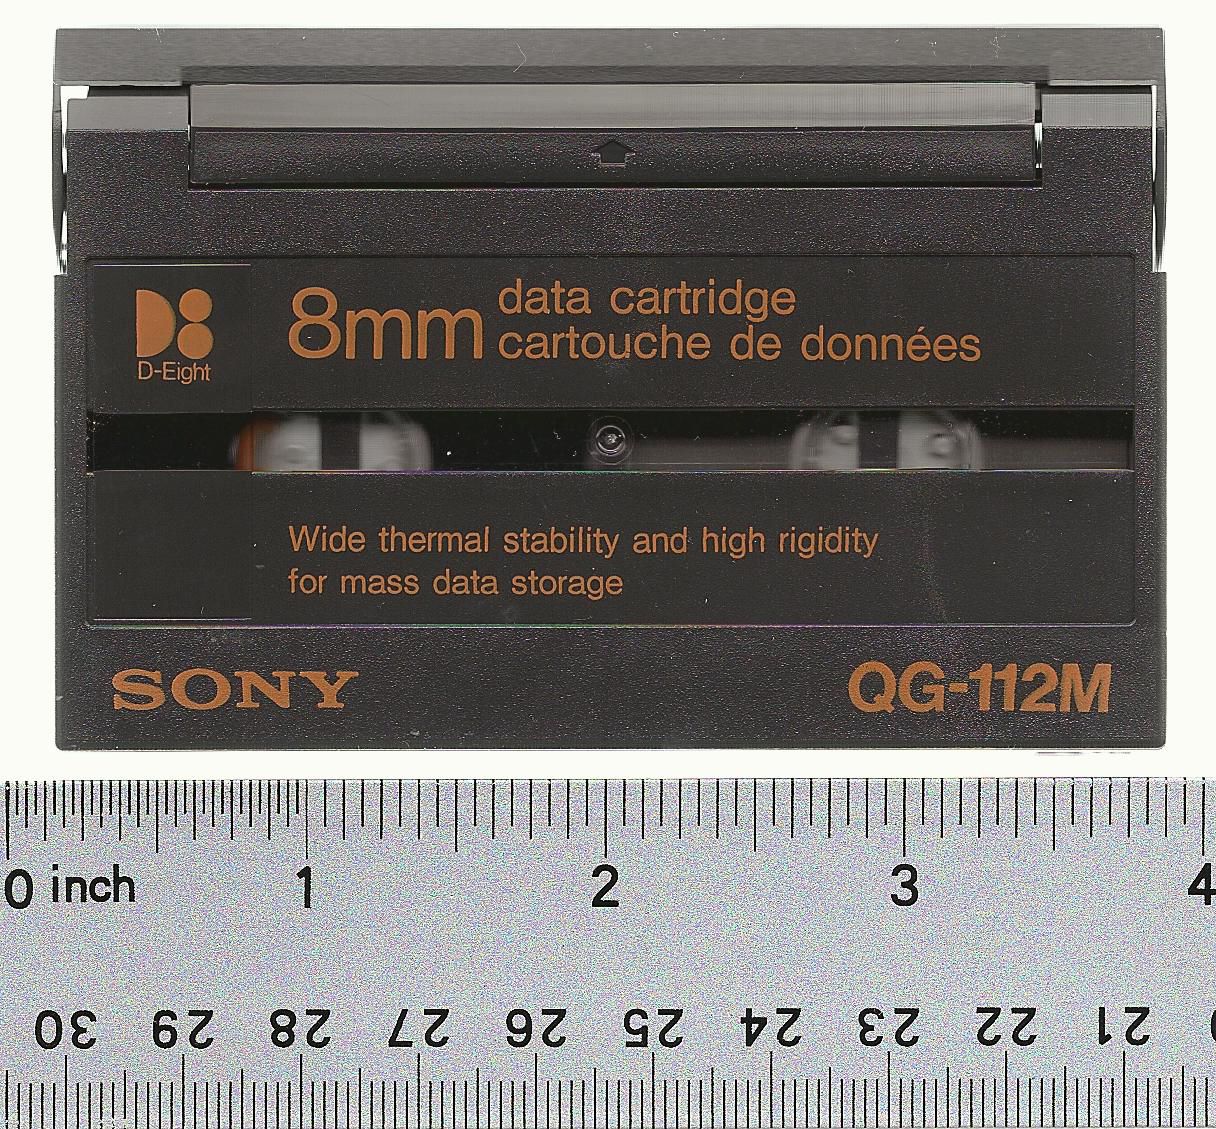 D-Eight
8mm data cartridge
cartouche de données
Wide thermal stability and high rigidity
for mass data storage
SONY QG-112M
0 inch 1 2 3 4
30 29 28 27 26 25 24 23 22 21